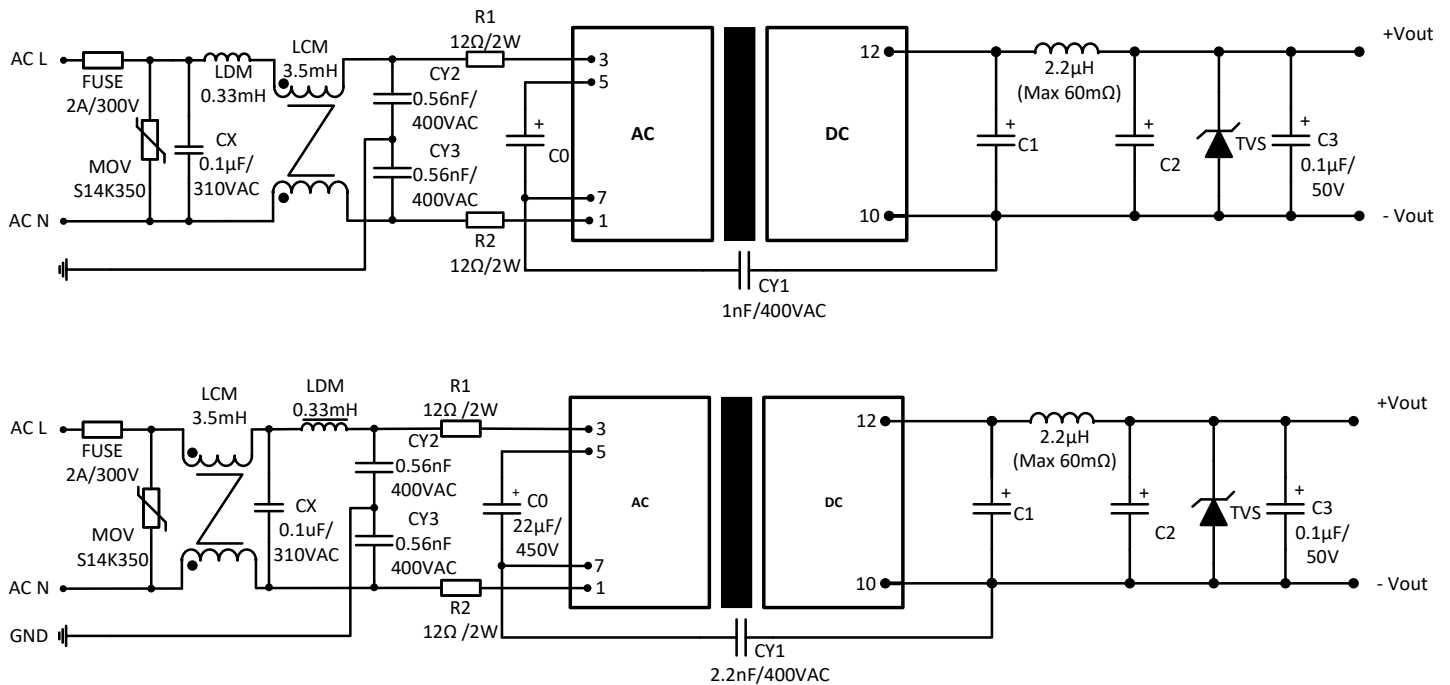 AC L
FUSE
2A/300V
MOV
S14K350
CX
0.1µF/
310VAC
LDM
0.33mH
LCM
3.5mH
CY2
0.56nF/
400VAC
CY3
0.56nF/
400VAC
R1
12Ω/2W
R2
12Ω/2W
AC N
+
C0
3
5
7
1
AC
DC
12
10
CY1
1nF/400VAC
+
C1
2.2µH
(Max 60mΩ)
+
C2
TVS
+
C3
0.1µF/
50V
+Vout
- Vout
AC L
FUSE
2A/300V
MOV
S14K350
LCM
3.5mH
CX
0.1uF/
310VAC
LDM
0.33mH
CY2
0.56nF
400VAC
CY3
0.56nF
400VAC
R1
12Ω /2W
R2
12Ω /2W
AC N
GND
+
C0
22µF/
450V
3
5
7
1
AC
DC
12
10
CY1
2.2nF/400VAC
+
C1
2.2µH
(Max 60mΩ)
+
C2
TVS
+
C3
0.1µF/
50V
+Vout
- Vout